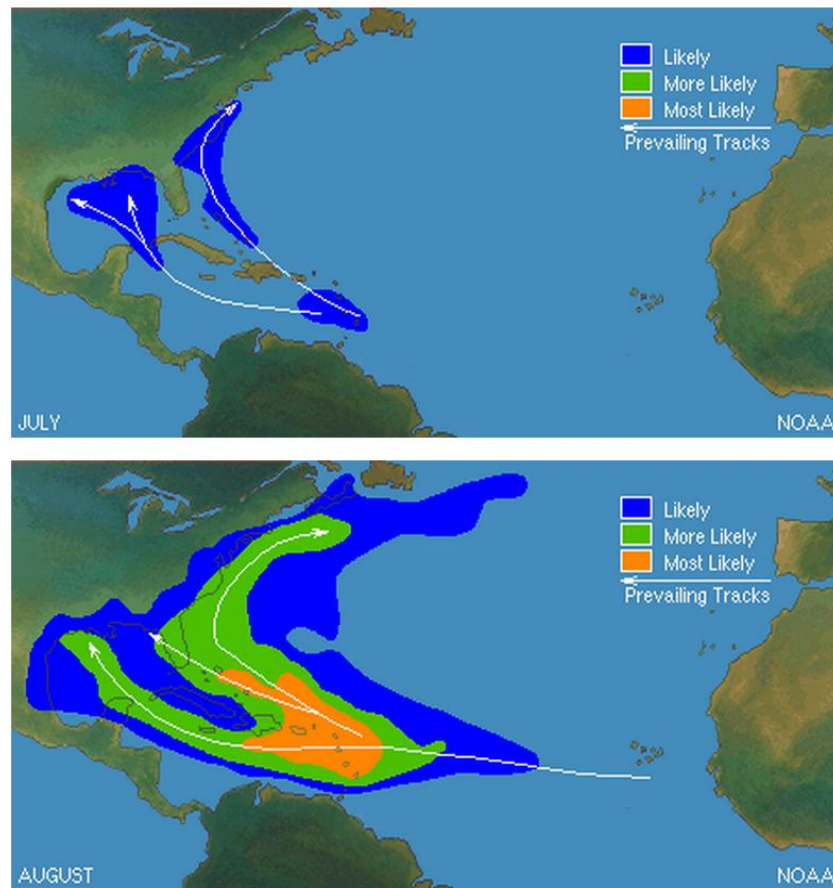 Likely
More Likely
Most Likely
Prevailing Tracks
JULY
NOAA
Likely
More Likely
Most Likely
Prevailing Tracks
AUGUST
NOAA